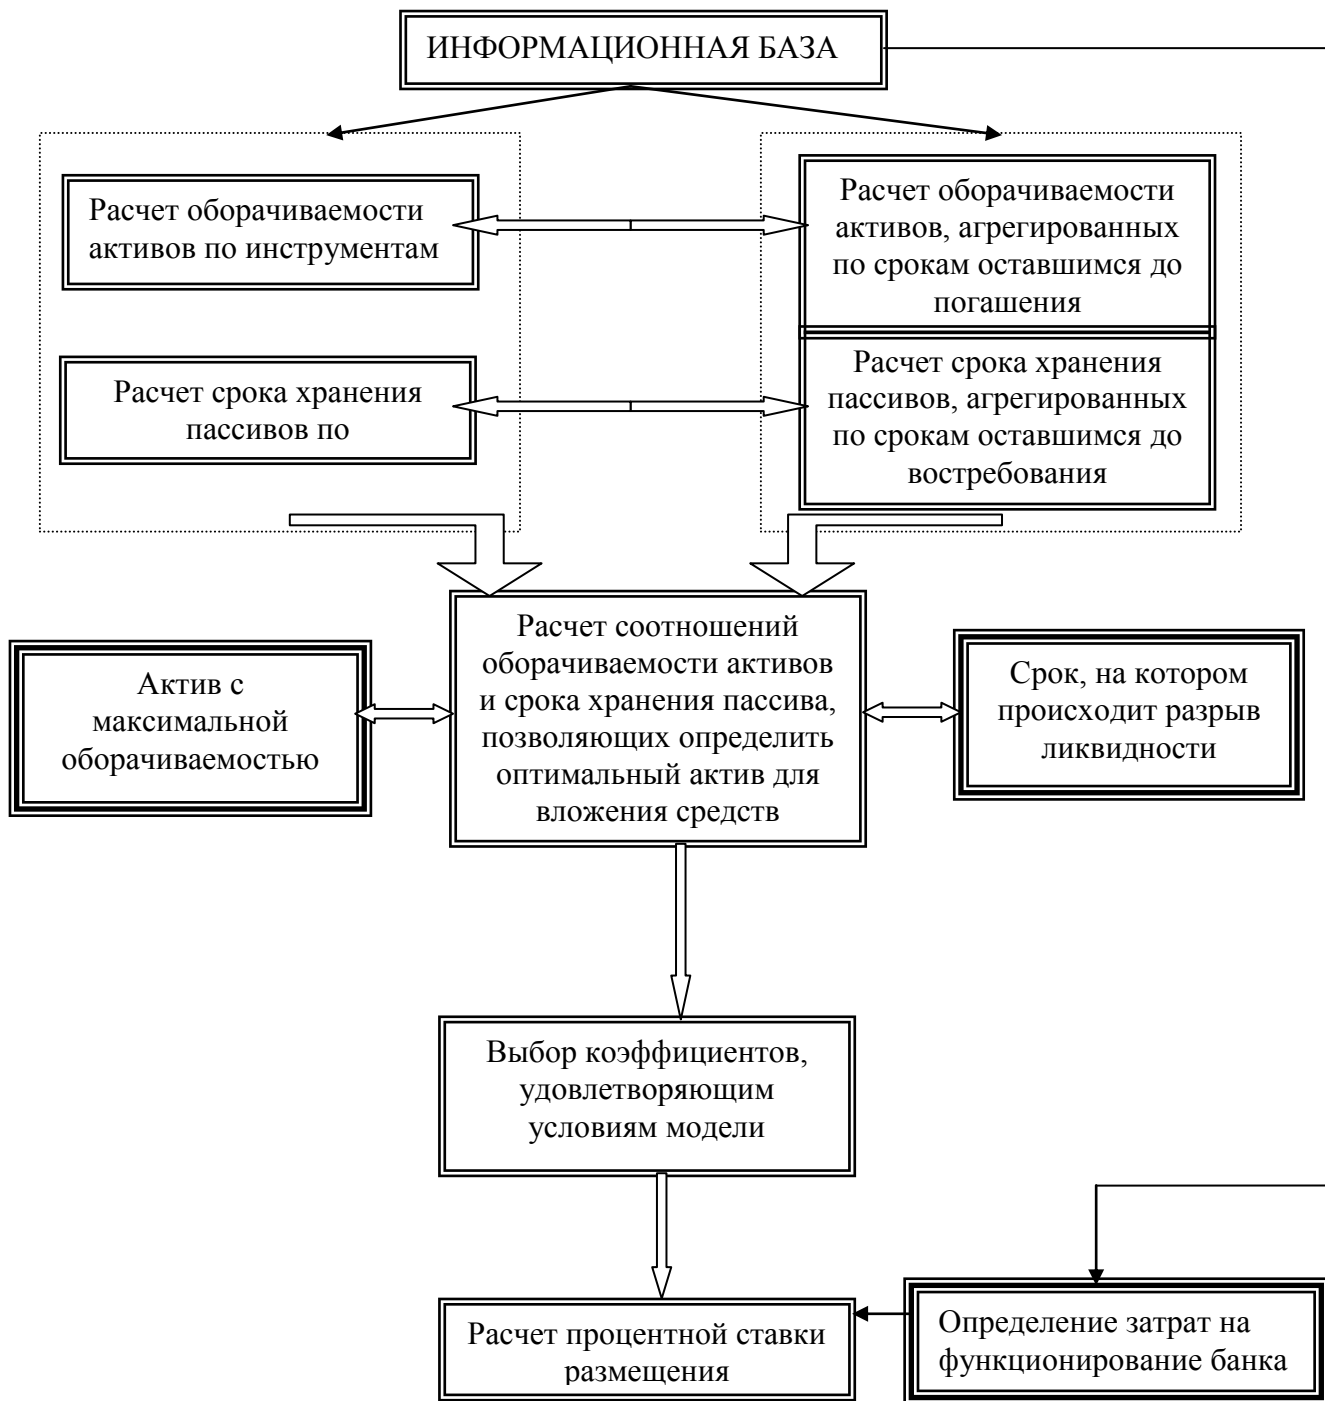 ИНФОРМАЦИОННАЯ БАЗА
Расчет оборачиваемости
активов по инструментам
Расчет оборачиваемости
активов, агрегированных
по срокам оставшимся до
погашения
Расчет срока хранения
пассивов по
Расчет срока хранения
пассивов, агрегированных
по срокам оставшимся до
востребования
Актив с
максимальной
оборачиваемостью
Расчет соотношений
оборачиваемости активов
и срока хранения пассива,
позволяющих определить
оптимальный актив для
вложения средств
Срок, на котором
происходит разрыв
ликвидности
Выбор коэффициентов,
удовлетворяющим
условиям модели
Расчет процентной ставки
размещения
Определение затрат на
функционирование банка